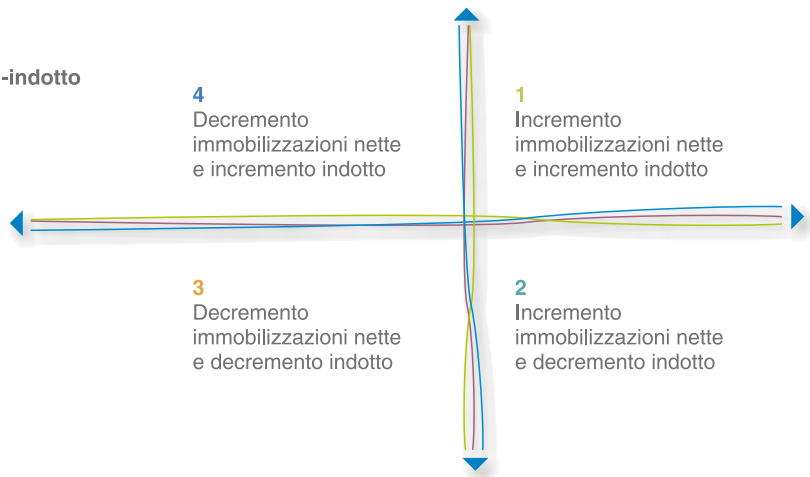 -indotto
4
Decremento
immobilizzazioni nette
e incremento indotto
1
Incremento
immobilizzazioni nette
e incremento indotto
3
Decremento
immobilizzazioni nette
e decremento indotto
2
Incremento
immobilizzazioni nette
e decremento indotto